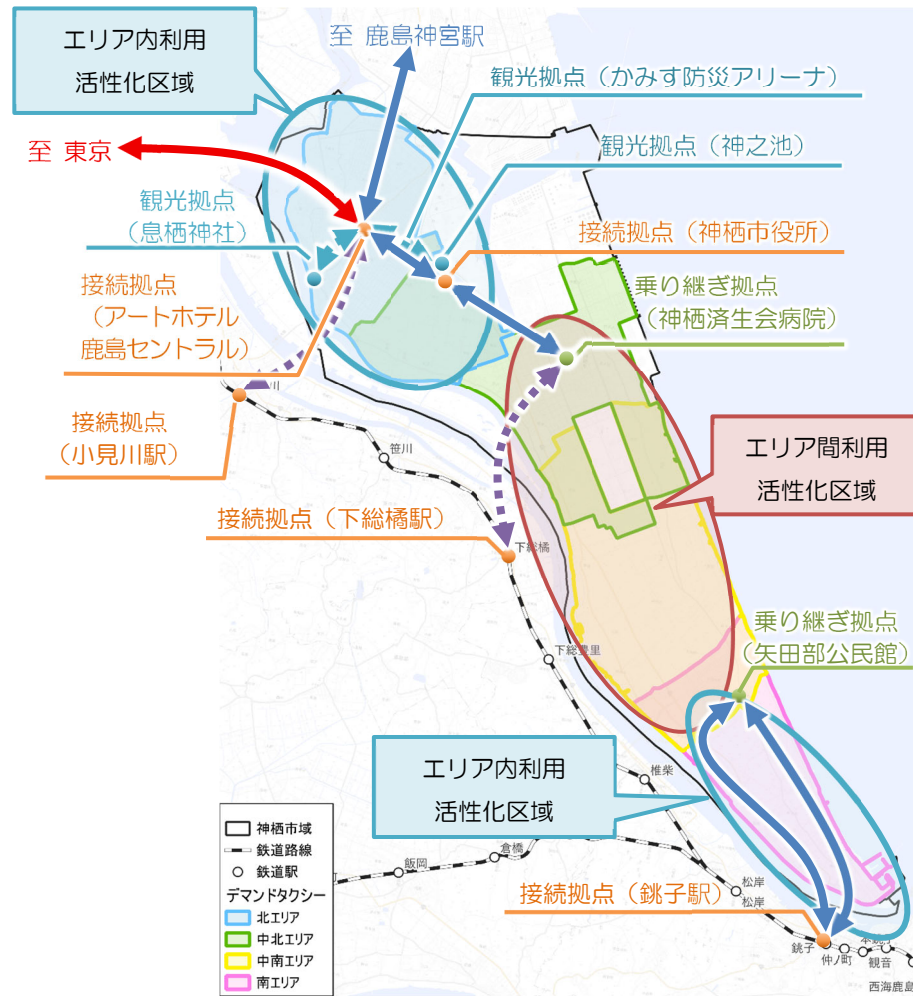 エリア内利用
活性化区域
至 鹿島神宮駅
観光拠点（かみす防災アリーナ）
至 東京
観光拠点（神之池）
観光拠点
（息栖神社）
接続拠点（神栖市役所）
接続拠点
（アートホテル
鹿島セントラル）
乗り継ぎ拠点
（神栖済生会病院）
川
接続拠点
（小見川駅）
笹川
エリア間利用
活性化区域
接続拠点（下総橘駅）
下総橘
乗り継ぎ拠点
（矢田部公民館）
下総豊里
エリア内利用
活性化区域
椎柴
神栖市域
鉄道路線
鉄道駅
デマンドタクシー
北エリア
中北エリア
中南エリア
南エリア
倉橋
飯岡
松岸
松岸
接続拠点（銚子駅）
銚子
仲ノ町
観音
西海鹿島